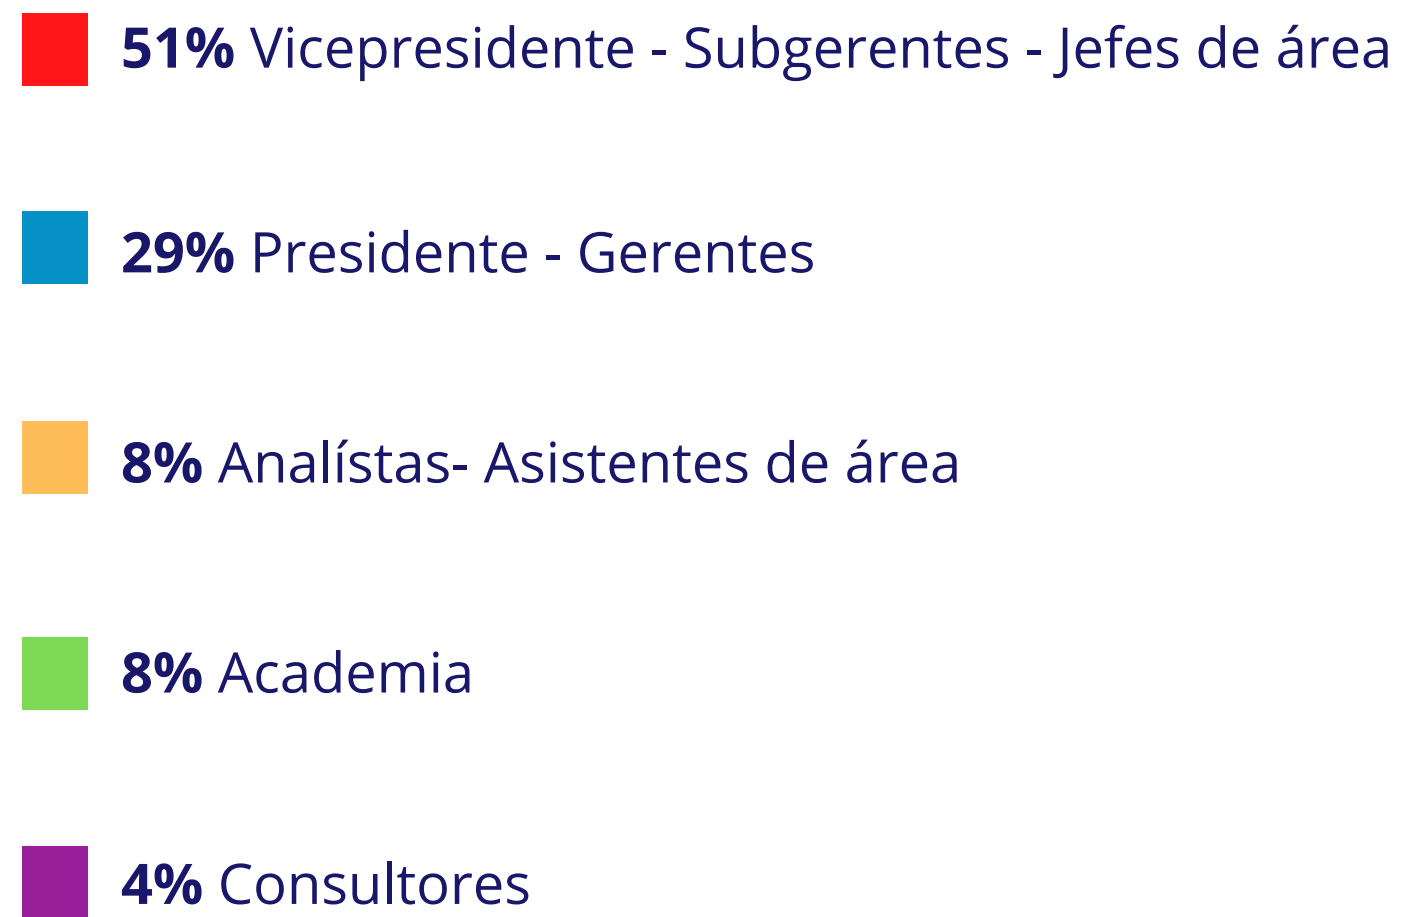 51% Vicepresidente - Subgerentes - Jefes de área
29% Presidente - Gerentes
8% Analístas- Asistentes de área
8% Academia
4% Consultores